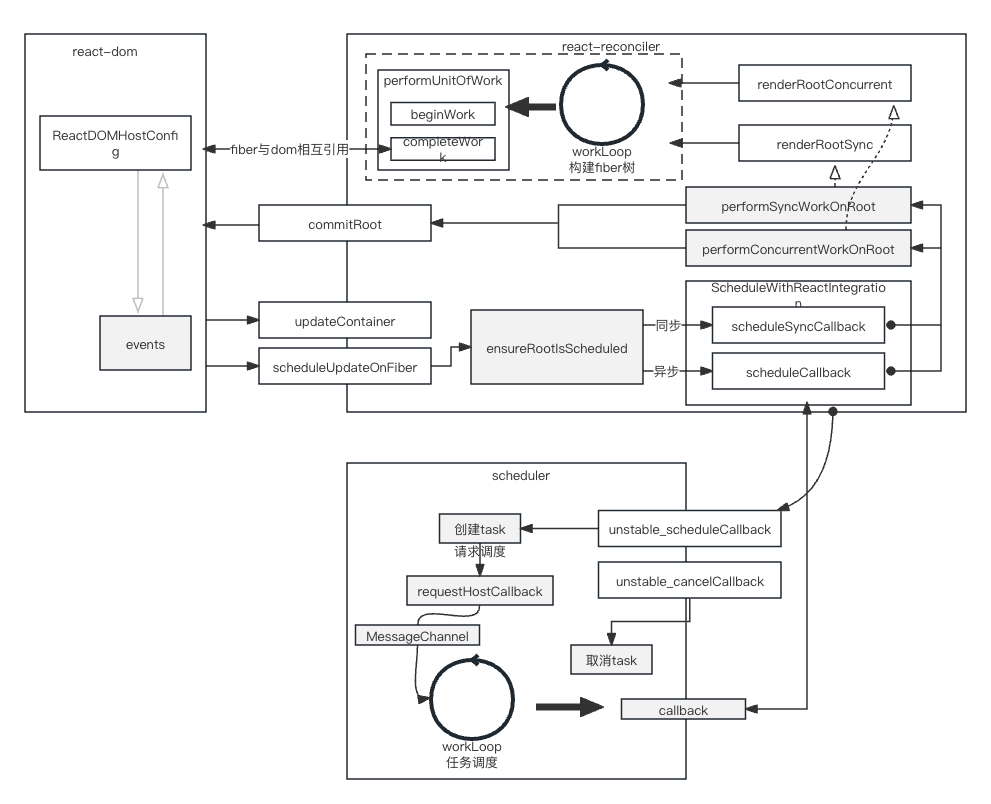 react-dom
ReactDOMHostConfi
g
events
fiber与dom相互引用
react-reconciler
performUnitOfWork
beginWork
completeWor
k
workLoop
构建fiber树
renderRootConcurrent
renderRootSync
performSyncWorkOnRoot
performConcurrentWorkOnRoot
commitRoot
updateContainer
scheduleUpdateOnFiber
ensureRootIsScheduled
同步
异步
ScheduleWithReactIntegratio
n
scheduleSyncCallback
scheduleCallback
scheduler
创建task
请求调度
requestHostCallback
MessageChannel
workLoop
任务调度
unstable_scheduleCallback
unstable_cancelCallback
取消task
callback